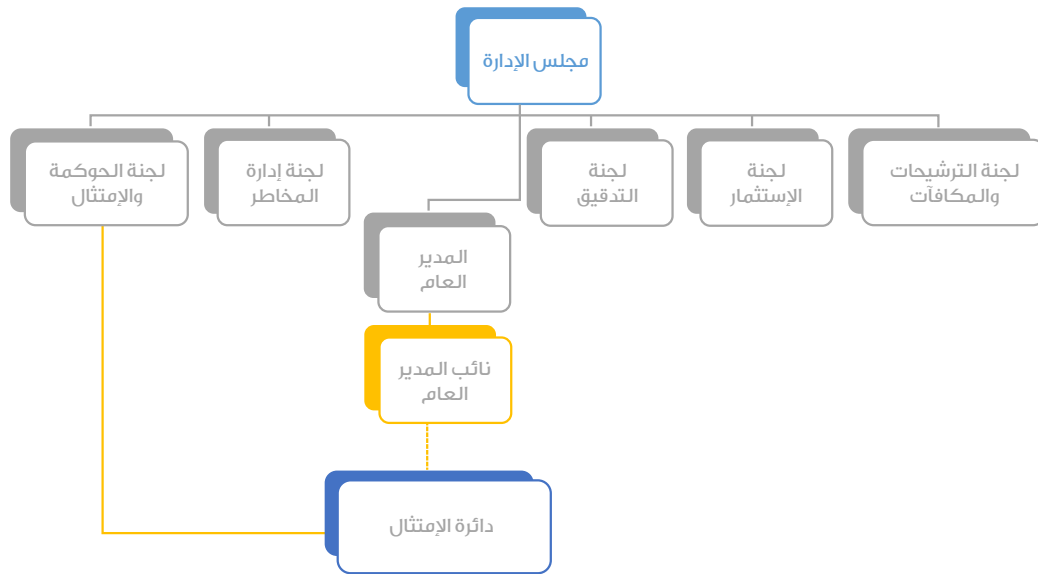 مجلس الإدارة
لجنة الترشيحات
والمكافآت
لجنة
الإستثمار
لجنة
التدقيق
لجنة إدارة
المخاطر
لجنة الحوكمة
والإمتثال
المدير
العام
نائب المدير
العام
دائرة الإمتثال